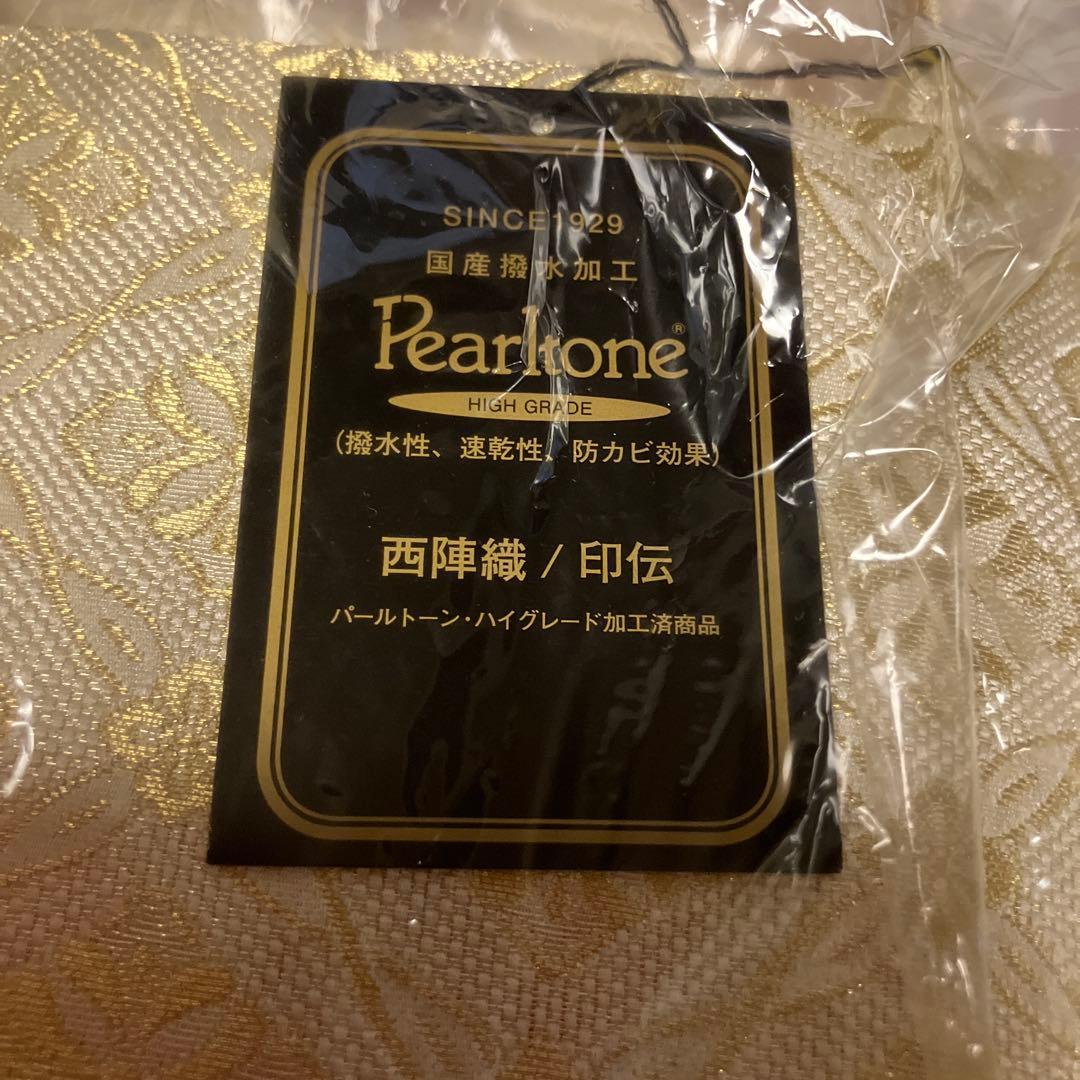 SINCE1929
国産撥水加工
Pearltone®
HIGH GRADE
(撥水性、速乾性、防カビ効果)
西陣織/印伝
パールトーン・ハイグレード加工済商品